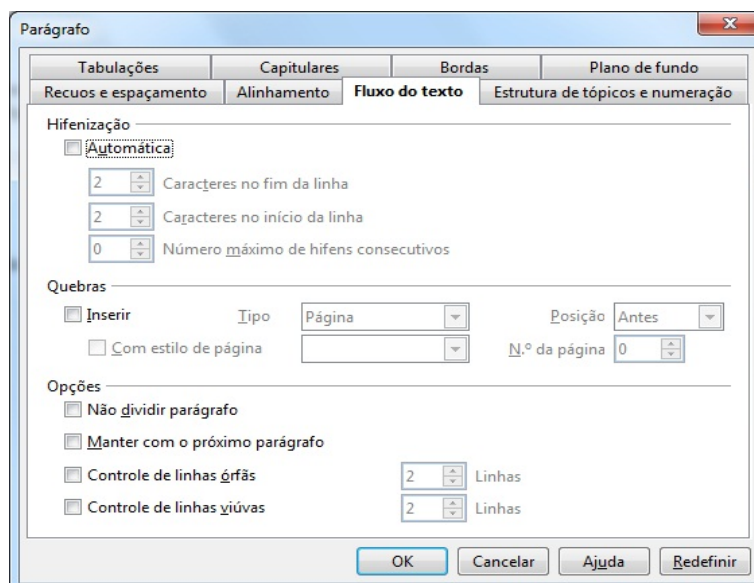 Parágrafo
Tabulações Capitulares Bordas Plano de fundo
Recuos e espaçamento Alinhamento Fluxo do texto Estrutura de tópicos e numeração
Hifenização
Automática
2 Caracteres no fim da linha
2 Caracteres no início da linha
0 Número máximo de hifens consecutivos
Quebras
Inserir Tipo Página Posição Antes
Com estilo de página N.º da página 0
Opções
Não dividir parágrafo
Manter com o próximo parágrafo
Controle de linhas órfãs 2 Linhas
Controle de linhas viúvas 2 Linhas
OK Cancelar Ajuda Redefinir